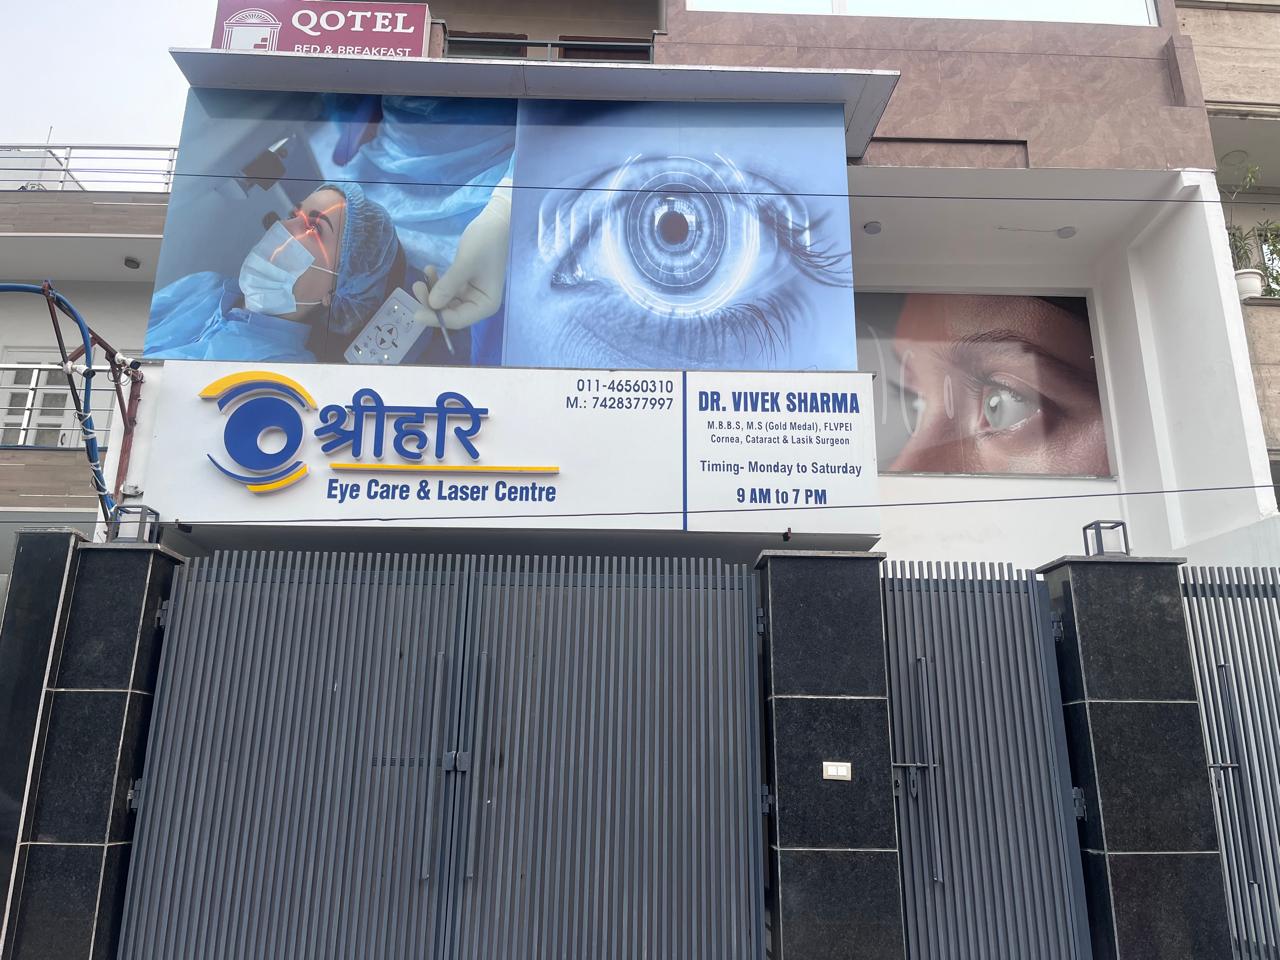 QOTEL
BED & BREAKFAST
श्रीहरि
Eye Care & Laser Centre
011-46560310
M.: 7428377997
DR. VIVEK SHARMA
M.B.B.S, M.S (Gold Medal), FLVPEI
Cornea, Cataract & Lasik Surgeon
Timing- Monday to Saturday
9 AM to 7 PM